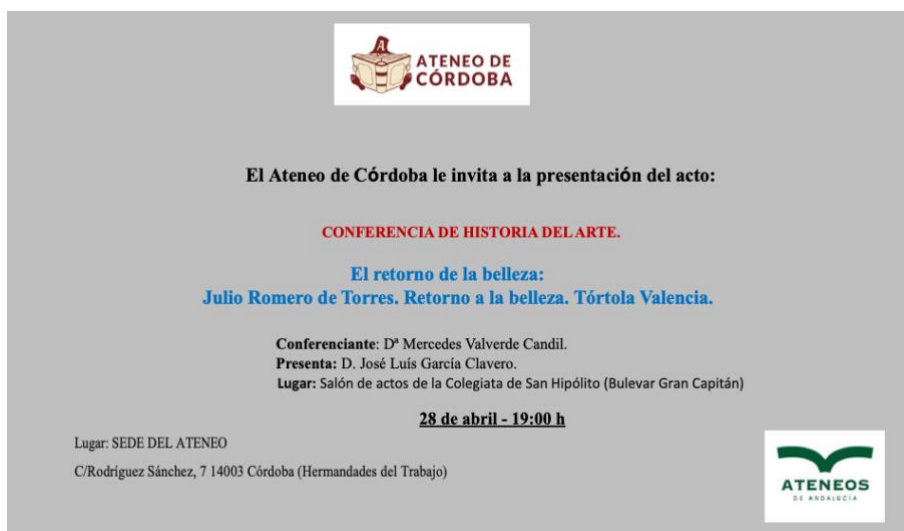 A
ATENEO DE
CÓRDOBA
El Ateneo de Córdoba le invita a la presentación del acto:
CONFERENCIA DE HISTORIA DEL ARTE.
El retorno de la belleza:
Julio Romero de Torres. Retorno a la belleza. Tórtola Valencia.
Conferenciante: Dª Mercedes Valverde Candil.
Presenta: D. José Luís García Clavero.
Lugar: Salón de actos de la Colegiata de San Hipólito (Bulevar Gran Capitán)
28 de abril - 19:00 h
Lugar: SEDE DEL ATENEO
C/Rodríguez Sánchez, 7 14003 Córdoba (Hermandades del Trabajo)
ATENEOS
DE ANDALUCÍA